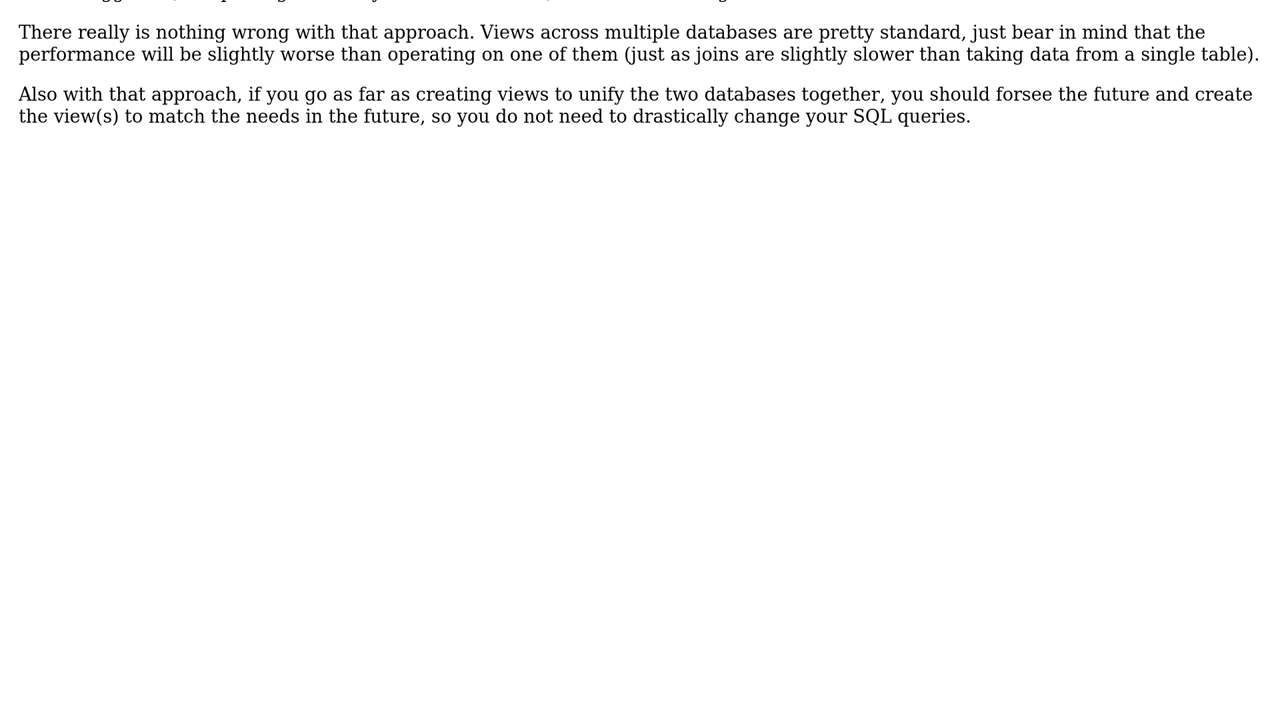 There really is nothing wrong with that approach. Views across multiple databases are pretty standard, just bear in mind that the
performance will be slightly worse than operating on one of them (just as joins are slightly slower than taking data from a single table).
Also with that approach, if you go as far as creating views to unify the two databases together, you should forsee the future and create
the view(s) to match the needs in the future, so you do not need to drastically change your SQL queries.